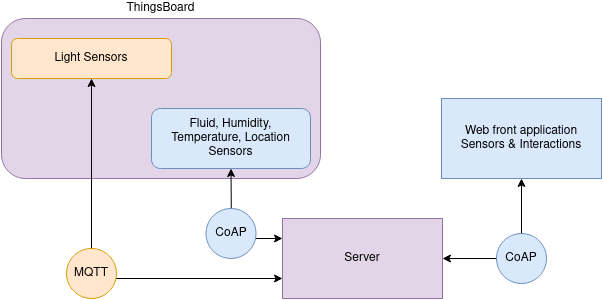 ThingsBoard
Light Sensors
Fluid, Humidity,
Temperature, Location
Sensors
Web front application
Sensors & Interactions
CoAP
Server
CoAP
MQTT